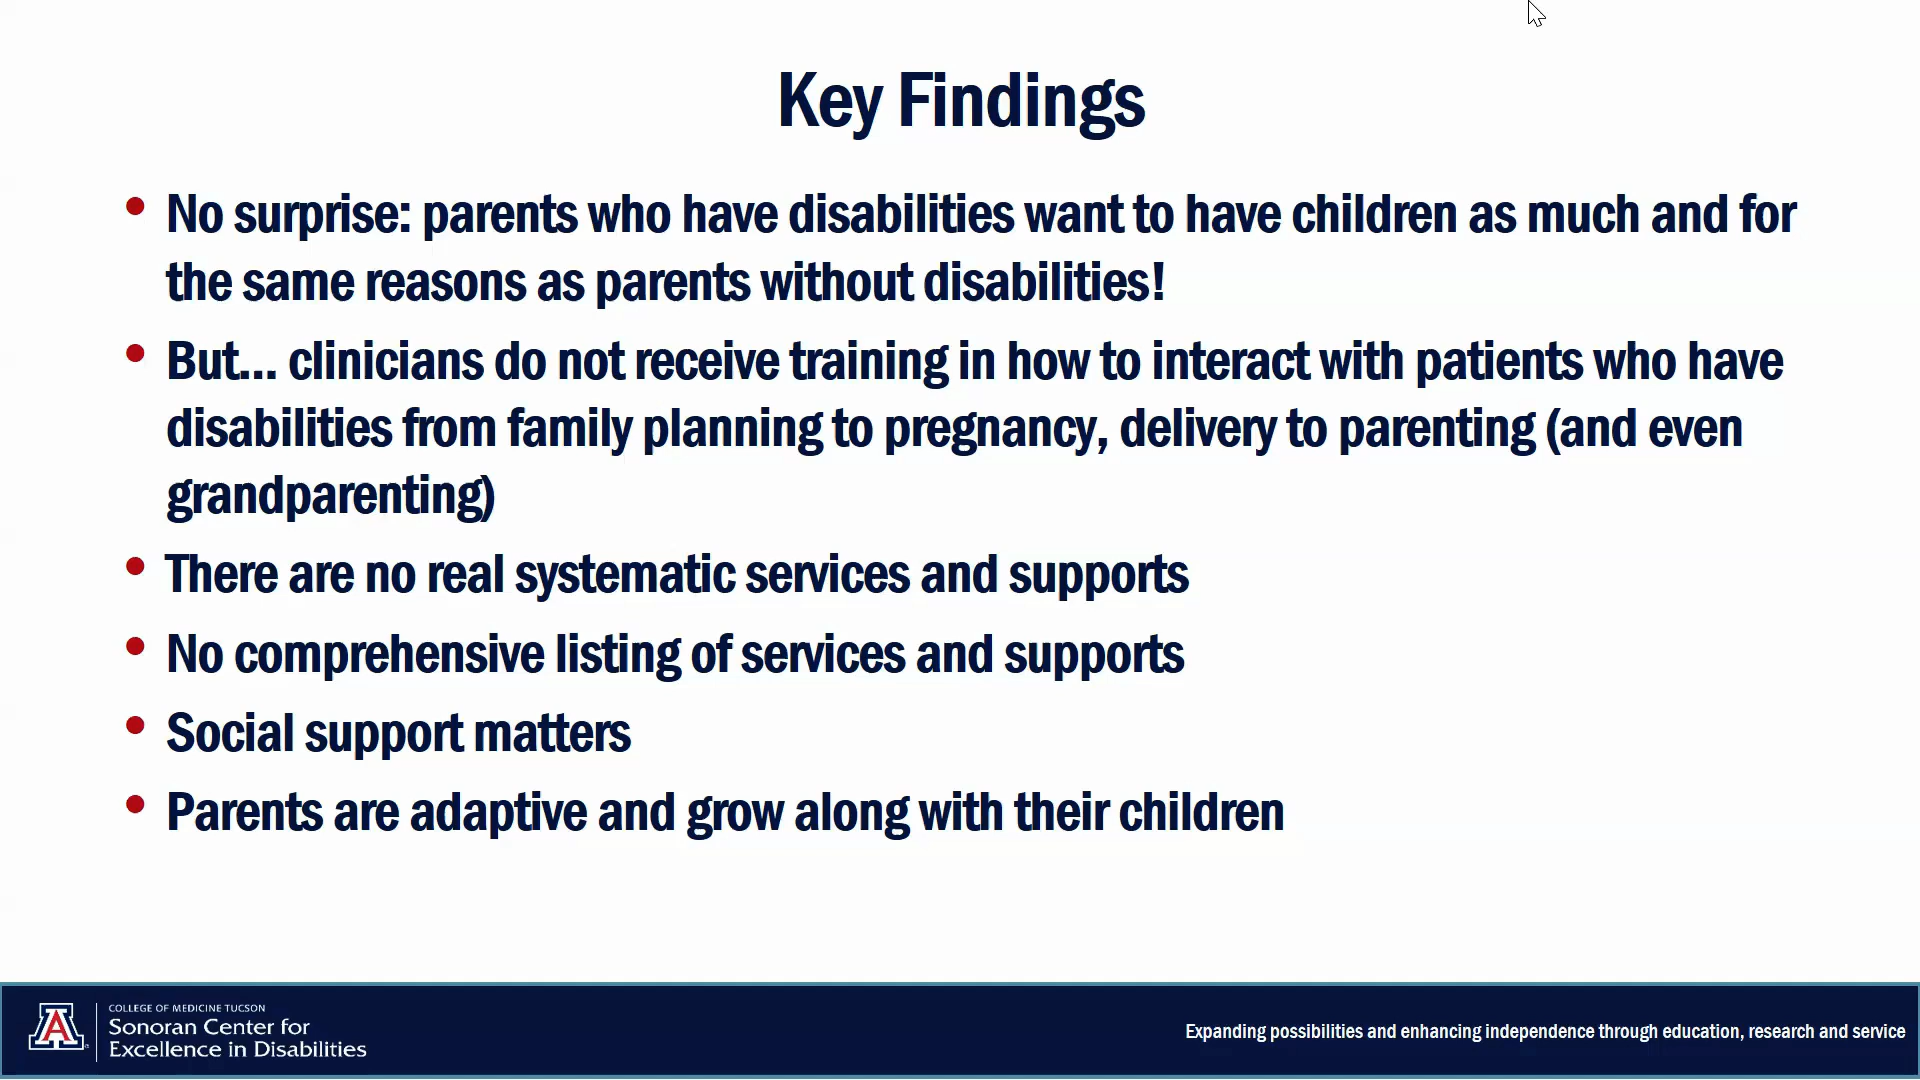 Key Findings
• No surprise: parents who have disabilities want to have children as much and for
the same reasons as parents without disabilities!
• But... clinicians do not receive training in how to interact with patients who have
disabilities from family planning to pregnancy, delivery to parenting (and even
grandparenting)
• There are no real systematic services and supports
• No comprehensive listing of services and supports
• Social support matters
• Parents are adaptive and grow along with their children
A
COLLEGE OF MEDICINE TUCSON
Sonoran Center for
Excellence in Disabilities
Expanding possibilities and enhancing independence through education, research and service